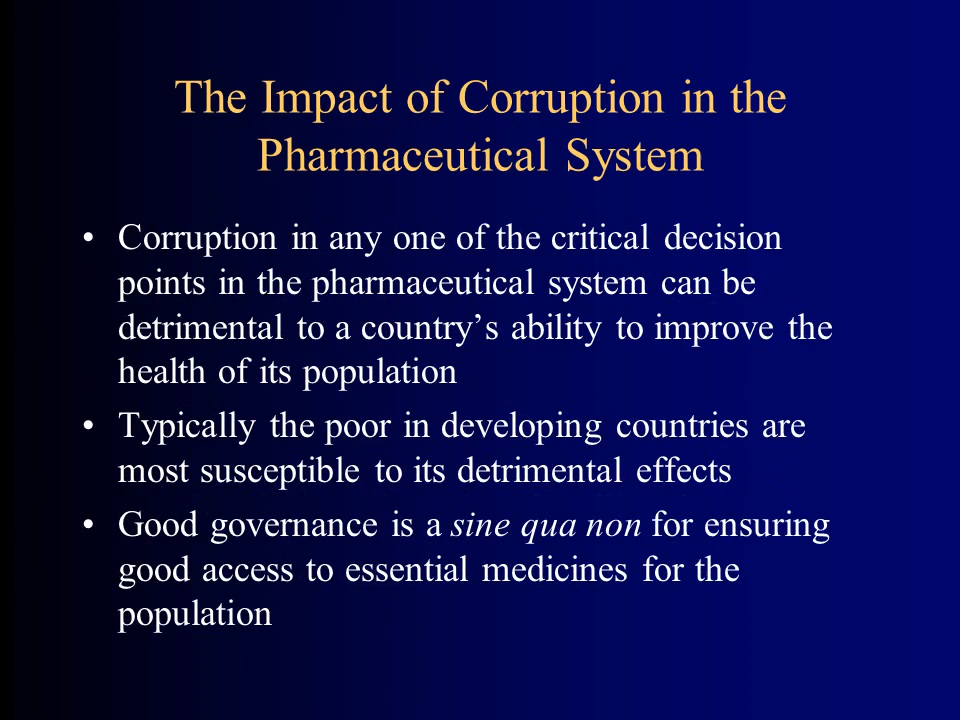 The Impact of Corruption in the
Pharmaceutical System
• Corruption in any one of the critical decision
points in the pharmaceutical system can be
detrimental to a country’s ability to improve the
health of its population
• Typically the poor in developing countries are
most susceptible to its detrimental effects
• Good governance is a sine qua non for ensuring
good access to essential medicines for the
population